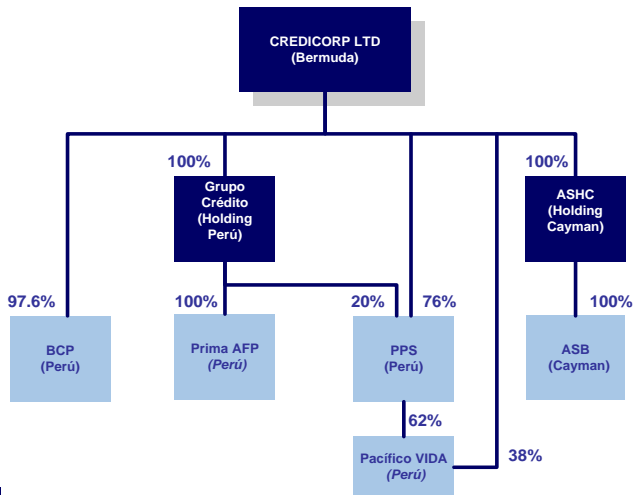 CREDICORP LTD
(Bermuda)
100%
100%
Grupo
Crédito
(Holding
Perú)
ASHC
(Holding
Cayman)
97.6%
100%
20%
76%
100%
BCP
(Perú)
Prima AFP
(Perú)
PPS
(Perú)
ASB
(Cayman)
62%
Pacífico VIDA
(Perú)
38%